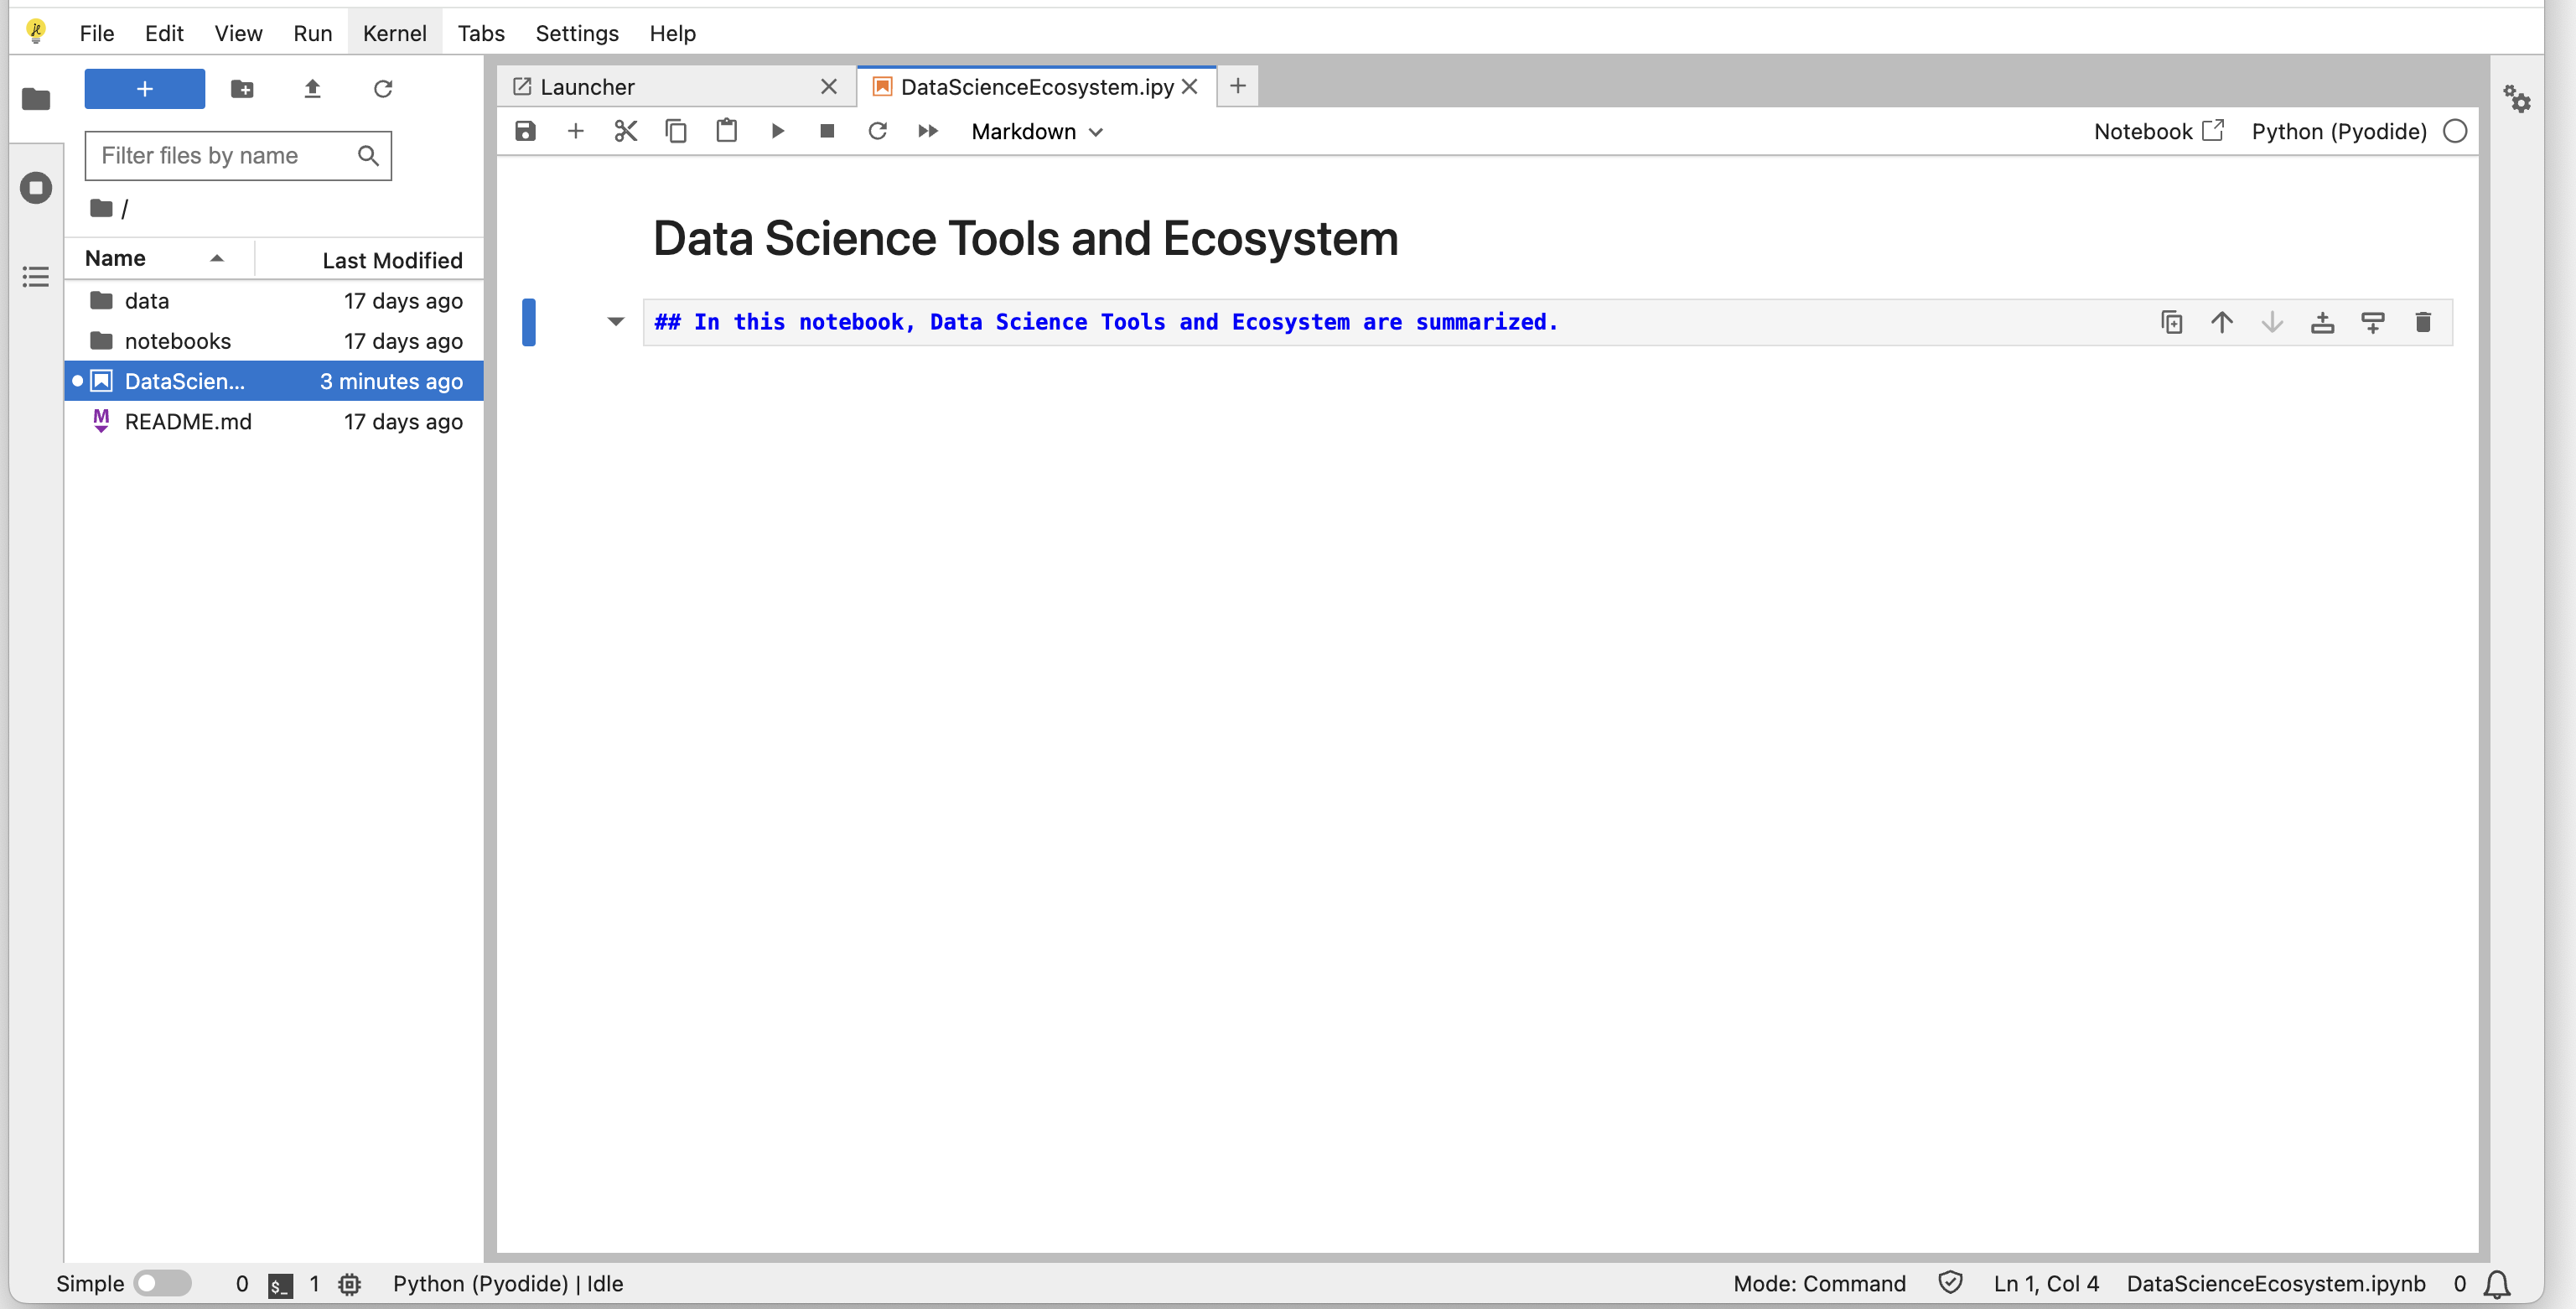 File Edit View Run Kernel Tabs Settings Help
+
Launcher
DataScienceEcosystem.ipy
Markdown
Notebook
Python (Pyodide)
Filter files by name
/
Name
Last Modified
data 17 days ago
notebooks 17 days ago
DataScien... 3 minutes ago
README.md 17 days ago
Data Science Tools and Ecosystem
## In this notebook, Data Science Tools and Ecosystem are summarized.
Simple 0 $_ 1 Python (Pyodide) | Idle
Mode: Command Ln 1, Col 4 DataScienceEcosystem.ipynb 0